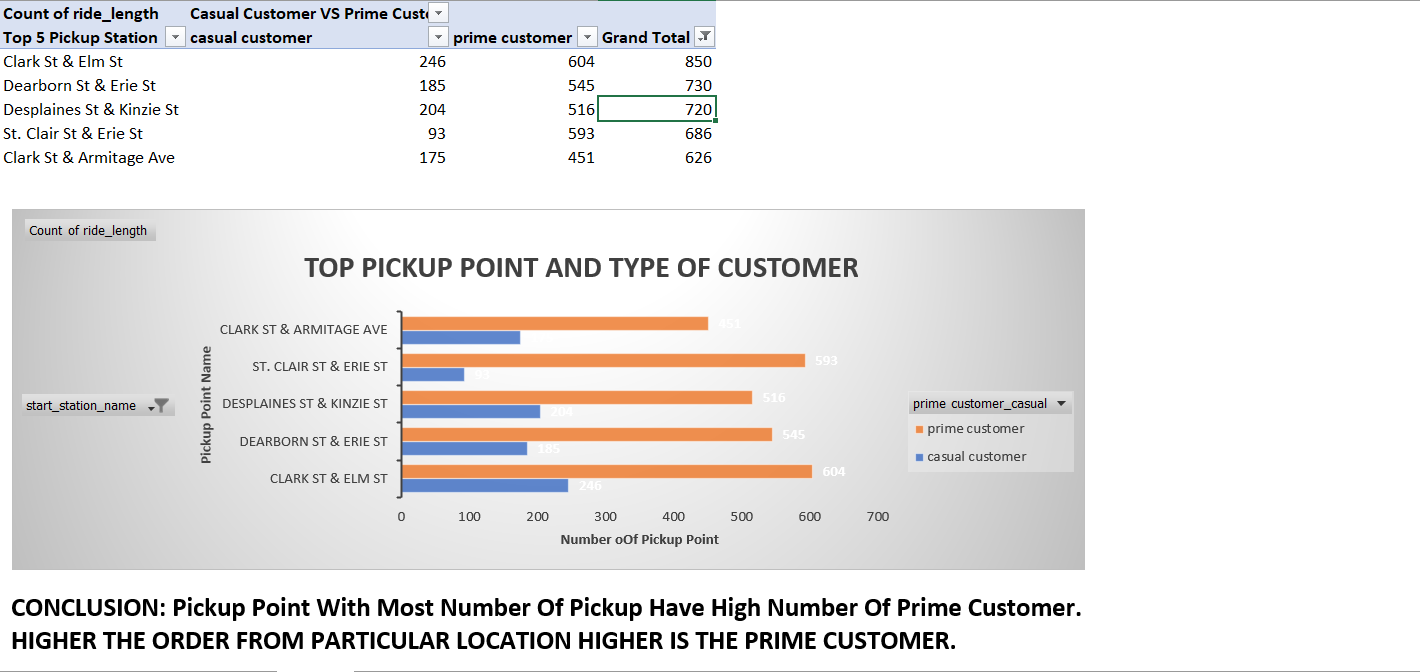 Count of ride_length Casual Customer VS Prime Custo
Top 5 Pickup Station casual customer prime customer Grand Total
Clark St & Elm St 246 604 850
Dearborn St & Erie St 185 545 730
Desplaines St & Kinzie St 204 516 720
St. Clair St & Erie St 93 593 686
Clark St & Armitage Ave 175 451 626
Count of ride_length
TOP PICKUP POINT AND TYPE OF CUSTOMER
CLARK ST & ARMITAGE AVE 451
ST. CLAIR ST & ERIE ST 593
DESPLAINES ST & KINZIE ST 516
204
DEARBORN ST & ERIE ST 545
185
CLARK ST & ELM ST 604
246
Pickup Point Name
start_station_name
prime customer_casual
prime customer
casual customer
0 100 200 300 400 500 600 700
Number oOf Pickup Point
CONCLUSION: Pickup Point With Most Number Of Pickup Have High Number Of Prime Customer.
HIGHER THE ORDER FROM PARTICULAR LOCATION HIGHER IS THE PRIME CUSTOMER.